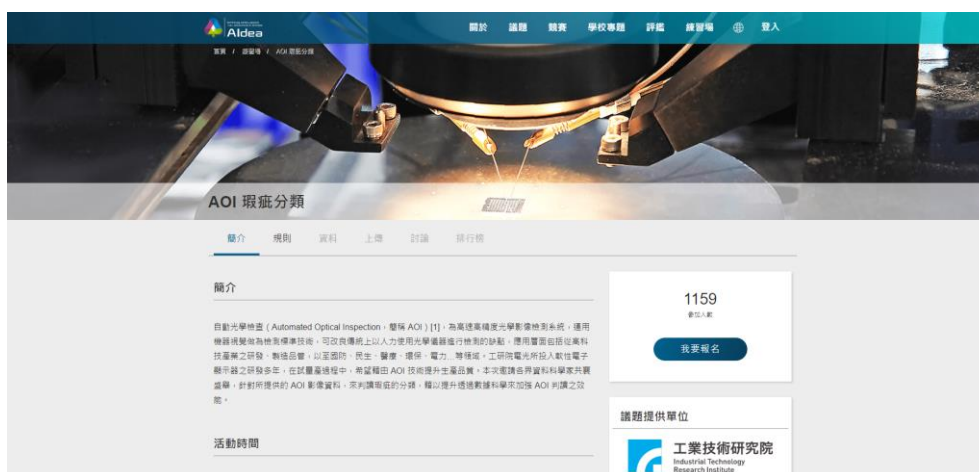 AIdea
關於 議題 競賽 學校專題 評鑑 練習場 登入
首頁 / 練習場 / AOI 瑕疵分類
AOI 瑕疵分類
簡介 規則 資料 上傳 討論 排行榜
簡介
自動光學檢查 ( Automated Optical Inspection，簡稱 AOI ) [1]，為高速高精度光學影像檢測系統，運用
機器視覺做為檢測標準技術，可改良傳統上以人力使用光學儀器進行檢測的缺點，應用層面包括從高科
技產業之研發、製造品管，以至國防、民生、醫療、環保、電力…等領域。工研院電光所投入軟性電子
顯示器之研發多年，在試量產過程中，希望藉由 AOI 技術提升生產品質。本次邀請各界資料科學家共襄
盛舉，針對所提供的 AOI 影像資料，來判讀瑕疵的分類，藉以提升透過數據科學來加強 AOI 判讀之效
能。
活動時間
1159
參加人數
我要報名
議題提供單位
工業技術研究院
Industrial Technology
Research Institute